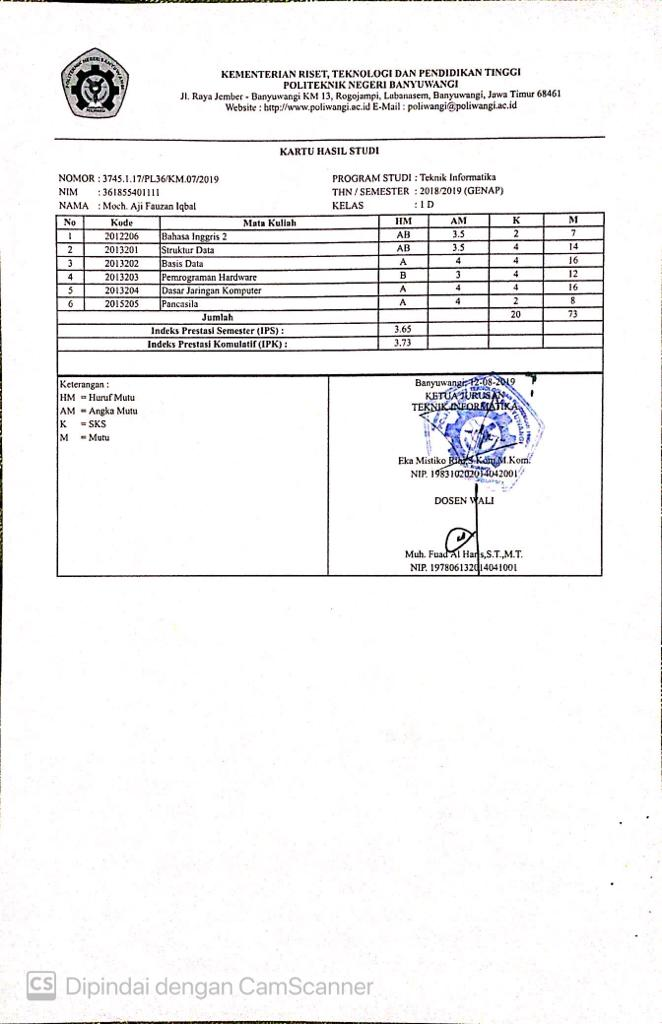 KEMENTERIAN RISET, TEKNOLOGI DAN PENDIDIKAN TINGGI
POLITEKNIK NEGERI BANYUWANGI
Jl. Raya Jember - Banyuwangi KM 13, Rogojampi, Labanasem, Banyuwangi, Jawa Timur 68461
Website : http://www.poliwangi.ac.id E-Mail : poliwangi@poliwangi.ac.id
KARTU HASIL STUDI
NOMOR : 3745.1.17/PL36/KM.07/2019 PROGRAM STUDI : Teknik Informatika
NIM : 361855401111 THN / SEMESTER : 2018/2019 (GENAP)
NAMA : Moch. Aji Fauzan Iqbal KELAS : 1 D
No Kode Mata Kuliah HM AM K M
1 2012206 Bahasa Inggris 2 AB 3.5 2 7
2 2013201 Struktur Data AB 3.5 4 14
3 2013202 Basis Data A 4 4 16
4 2013203 Pemrograman Hardware B 3 4 12
5 2013204 Dasar Jaringan Komputer A 4 4 16
6 2015205 Pancasila A 4 2 8
Jumlah 20 73
Indeks Prestasi Semester (IPS) : 3.65
Indeks Prestasi Komulatif (IPK) : 3.73
Keterangan :
HM = Huruf Mutu
AM = Angka Mutu
K = SKS
M = Mutu
Banyuwangi, 12-08-2019
KETUA JURUSAN
TEKNIK INFORMATIKA
Eka Mistiko Rini,S.Kom,M.Kom.
NIP. 198310202014042001
DOSEN WALI
Muh. Fuad Al Haris,S.T.,M.T.
NIP. 197806132014041001
CS Dipindai dengan CamScanner